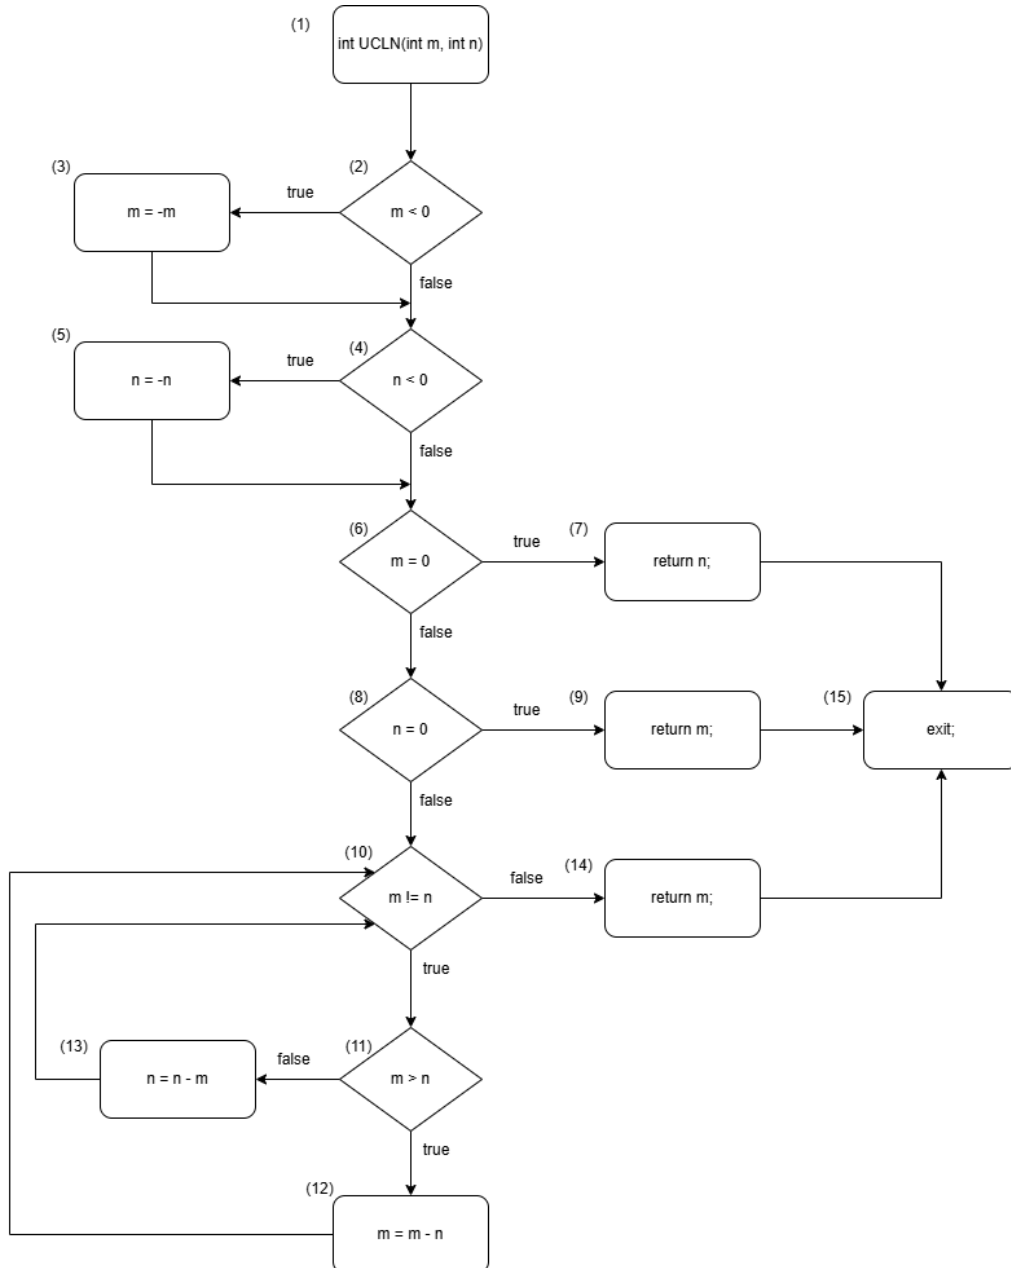 (1)
int UCLN(int m, int n)
(3)
(2)
true
m = -m
m < 0
false
(5)
(4)
true
n = -n
n < 0
false
(6)
true
(7)
m = 0
return n;
false
(8)
true
(9)
(15)
n = 0
return m;
exit;
false
(10)
false
(14)
m != n
return m;
true
(13)
false
(11)
n = n - m
m > n
true
(12)
m = m - n